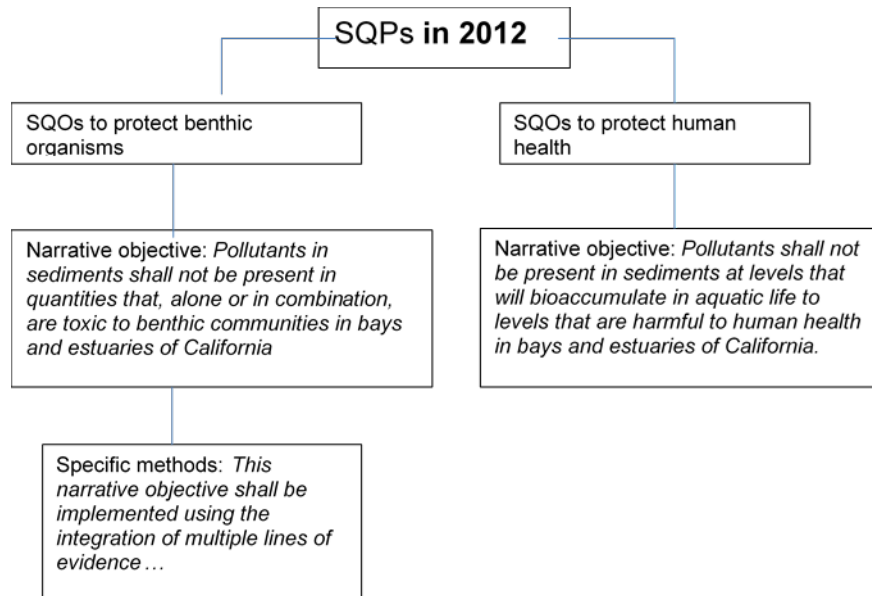 SQPs in 2012
SQOs to protect benthic
organisms
SQOs to protect human
health
Narrative objective: Pollutants in
sediments shall not be present in
quantities that, alone or in combination,
are toxic to benthic communities in bays
and estuaries of California
Narrative objective: Pollutants shall not
be present in sediments at levels that
will bioaccumulate in aquatic life to
levels that are harmful to human health
in bays and estuaries of California.
Specific methods: This
narrative objective shall be
implemented using the
integration of multiple lines of
evidence…